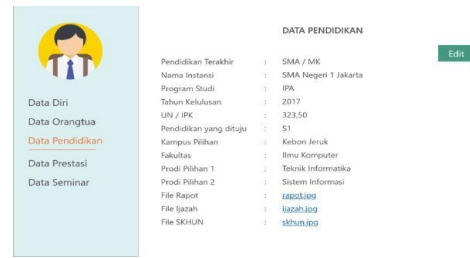 DATA PENDIDIKAN
Edit
Data Diri
Data Orangtua
Data Pendidikan
Data Prestasi
Data Seminar
Pendidikan Terakhir : SMA / MK
Nama Instansi : SMA Negeri 1 Jakarta
Program Studi : IPA
Tahun Kelulusan : 2017
UN / IPK : 323,50
Pendidikan yang dituju : S1
Kampus Pilihan : Kebon Jeruk
Fakultas : Ilmu Komputer
Prodi Pilihan 1 : Teknik Informatika
Prodi Pilihan 2 : Sistem Informasi
File Rapot : rapot.jpg
File Ijazah : ijazah.jpg
File SKHUN : skhun.jpg